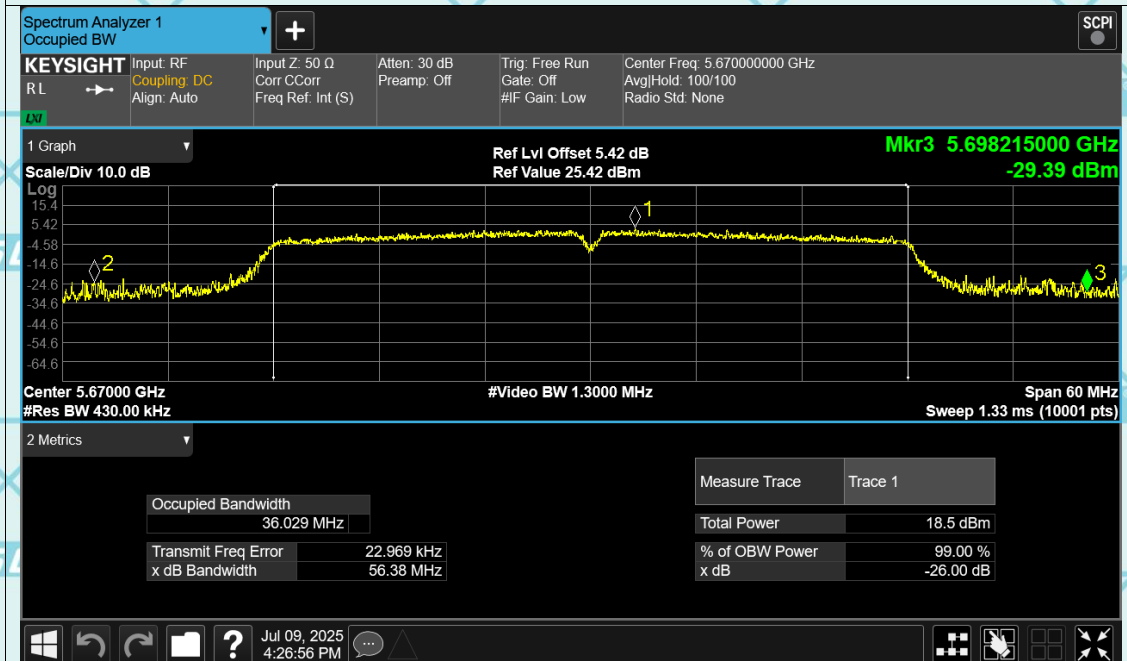 Spectrum Analyzer 1
Occupied BW
+
SCPI
KEYSIGHT
R L
LXI
Input: RF
Coupling: DC
Align: Auto
Input Z: 50 Ω
Corr CCorr
Freq Ref: Int (S)
Atten: 30 dB
Preamp: Off
Trig: Free Run
Gate: Off
#IF Gain: Low
Center Freq: 5.670000000 GHz
Avg|Hold: 100/100
Radio Std: None
1 Graph
Scale/Div 10.0 dB
Ref Lvl Offset 5.42 dB
Ref Value 25.42 dBm
Mkr3 5.698215000 GHz
-29.39 dBm
Log
15.4
5.42
-4.58
-14.6
-24.6
-34.6
-44.6
-54.6
-64.6
1
2
3
Center 5.67000 GHz
#Video BW 1.3000 MHz
Span 60 MHz
#Res BW 430.00 kHz
Sweep 1.33 ms (10001 pts)
2 Metrics
Occupied Bandwidth
36.029 MHz
Transmit Freq Error 22.969 kHz
x dB Bandwidth 56.38 MHz
Measure Trace Trace 1
Total Power 18.5 dBm
% of OBW Power 99.00 %
x dB -26.00 dB
?
Jul 09, 2025
4:26:56 PM